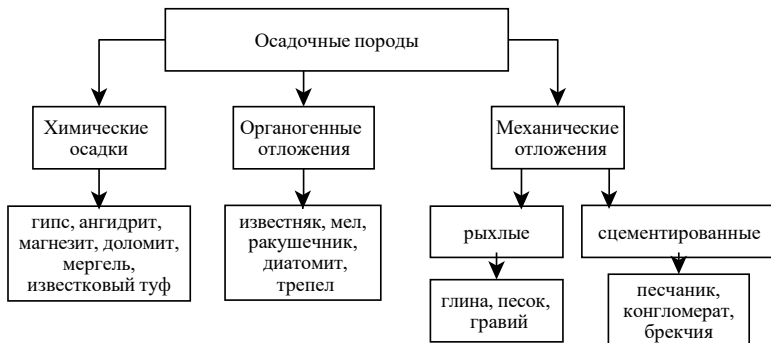 Осадочные породы
Химические
осадки
Органогенные
отложения
Механические
отложения
гипс, ангидрит,
магнезит, доломит,
мергель,
известковый туф
известняк, мел,
ракушечник,
диатомит,
трепел
рыхлые
сцементированные
глина, песок,
гравий
песчаник,
конгломерат,
брекчия